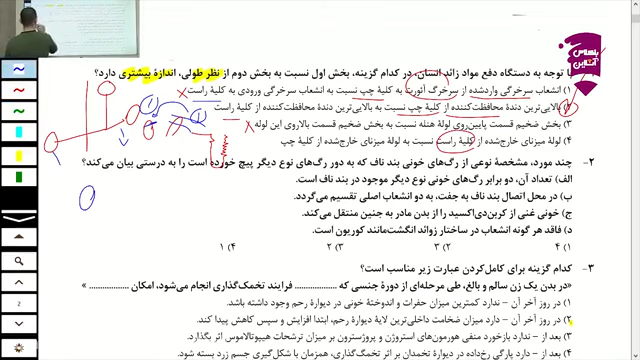 با توجه به دستگاه دفع مواد زائد انسان، در کدام گزینه، بخش اول نسبت به بخش دوم از نظر طولی، اندازهٔ بیشتری دارد؟
۱) انشعاب سرخرگی واردشده از سرخرگ آئورت به کلیهٔ چپ نسبت به انشعاب سرخرگی ورودی به کلیهٔ راست
بالایی‌ترین دندهٔ محافظت‌کننده از کلیهٔ چپ نسبت به بالایی‌ترین دندهٔ محافظت‌کننده از کلیهٔ راست
۳) بخش ضخیم قسمت پایین‌روی لولهٔ هنله نسبت به بخش ضخیم قسمت بالاروی این لوله
۴) لولهٔ میزنای خارج‌شده از کلیهٔ راست نسبت به لولهٔ میزنای خارج‌شده از کلیهٔ چپ
۲- چند مورد، مشخصهٔ نوعی از رگ‌های خونی بند ناف که به دور رگ‌های نوع دیگر پیچ خورده است را به درستی بیان می‌کند؟
الف) تعداد آن، دو برابر رگ‌های خونی نوع دیگر موجود در بند ناف است.
ب) در محل اتصال بند ناف به جفت، به دو انشعاب اصلی تقسیم می‌گردد.
ج) خونی غنی از کربن‌دی‌اکسید را از بدن مادر به جنین منتقل می‌کند.
د) فاقد هر گونه انشعاب در ساختار زوائد انگشت‌مانند کوریون است.
۱) ۴ ۲) ۳ ۳) ۲ ۴) ۱
۳- کدام گزینه برای کامل‌کردن عبارت زیر مناسب است؟
«در بدن یک زن سالم و بالغ، طی مرحله‌ای از دورهٔ جنسی که .................. فرایند تخمک‌گذاری انجام می‌شود، امکان .................. »
۱) در روز آخر آن – ندارد کمترین میزان حفرات و اندوختهٔ خونی در دیوارهٔ رحم وجود داشته باشد.
۲) در روز آخر آن – دارد میزان ضخامت داخلی‌ترین لایهٔ دیوارهٔ رحم، ابتدا افزایش و سپس کاهش پیدا کند.
۳) بعد از – ندارد بازخورد منفی هورمون‌های استروژن و پروژسترون بر میزان ترشحات هیپوتالاموس اثر بگذارد.
۴) بعد از – دارد پارگی رخ‌داده در دیوارهٔ تخمدان بر اثر تخمک‌گذاری، همزمان با شکل‌گیری جسم زرد بسته شود.